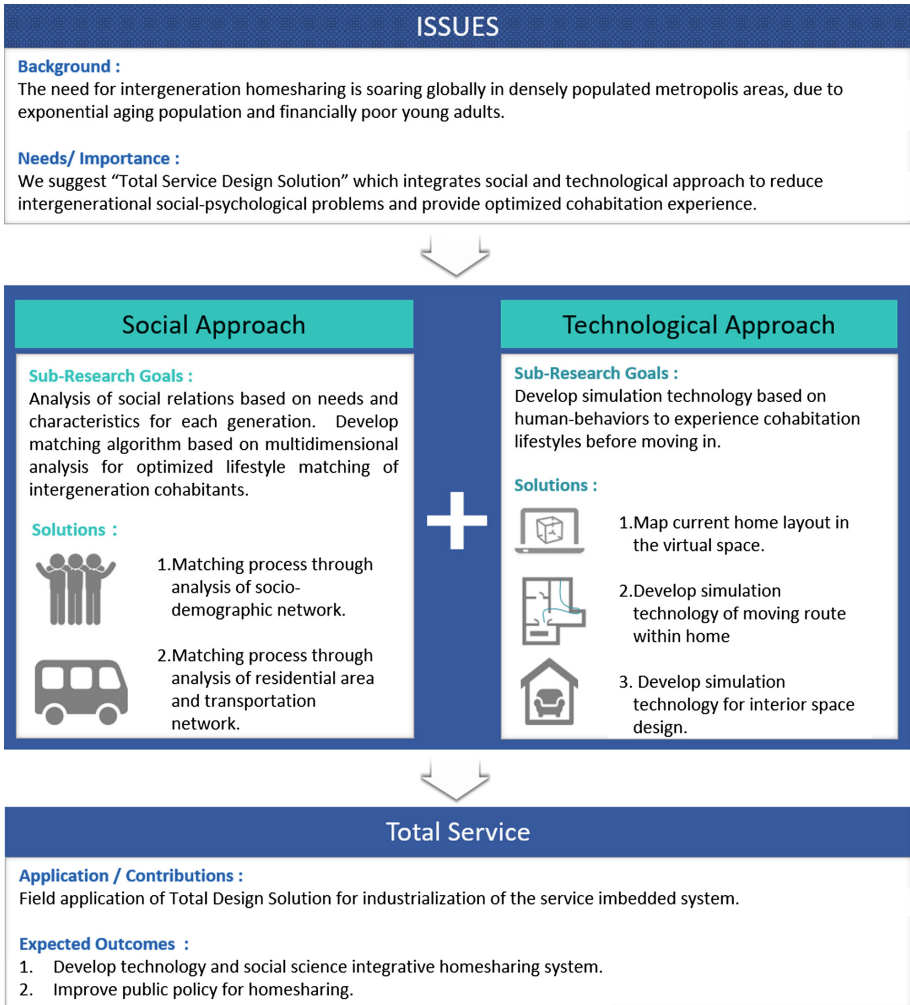 ISSUES
Background :
The need for intergeneration homesharing is soaring globally in densely populated metropolis areas, due to
exponential aging population and financially poor young adults.
Needs/ Importance :
We suggest “Total Service Design Solution” which integrates social and technological approach to reduce
intergenerational social-psychological problems and provide optimized cohabitation experience.
Social Approach
Sub-Research Goals :
Analysis of social relations based on needs and
characteristics for each generation. Develop
matching algorithm based on multidimensional
analysis for optimized lifestyle matching of
intergeneration cohabitants.
Solutions :
1.Matching process through
analysis of socio-
demographic network.
2.Matching process through
analysis of residential area
and transportation
network.
Technological Approach
Sub-Research Goals :
Develop simulation technology based on
human-behaviors to experience cohabitation
lifestyles before moving in.
Solutions :
1.Map current home layout in
the virtual space.
2.Develop simulation
technology of moving route
within home
3. Develop simulation
technology for interior space
design.
Total Service
Application / Contributions :
Field application of Total Design Solution for industrialization of the service imbedded system.
Expected Outcomes :
1. Develop technology and social science integrative homesharing system.
2. Improve public policy for homesharing.